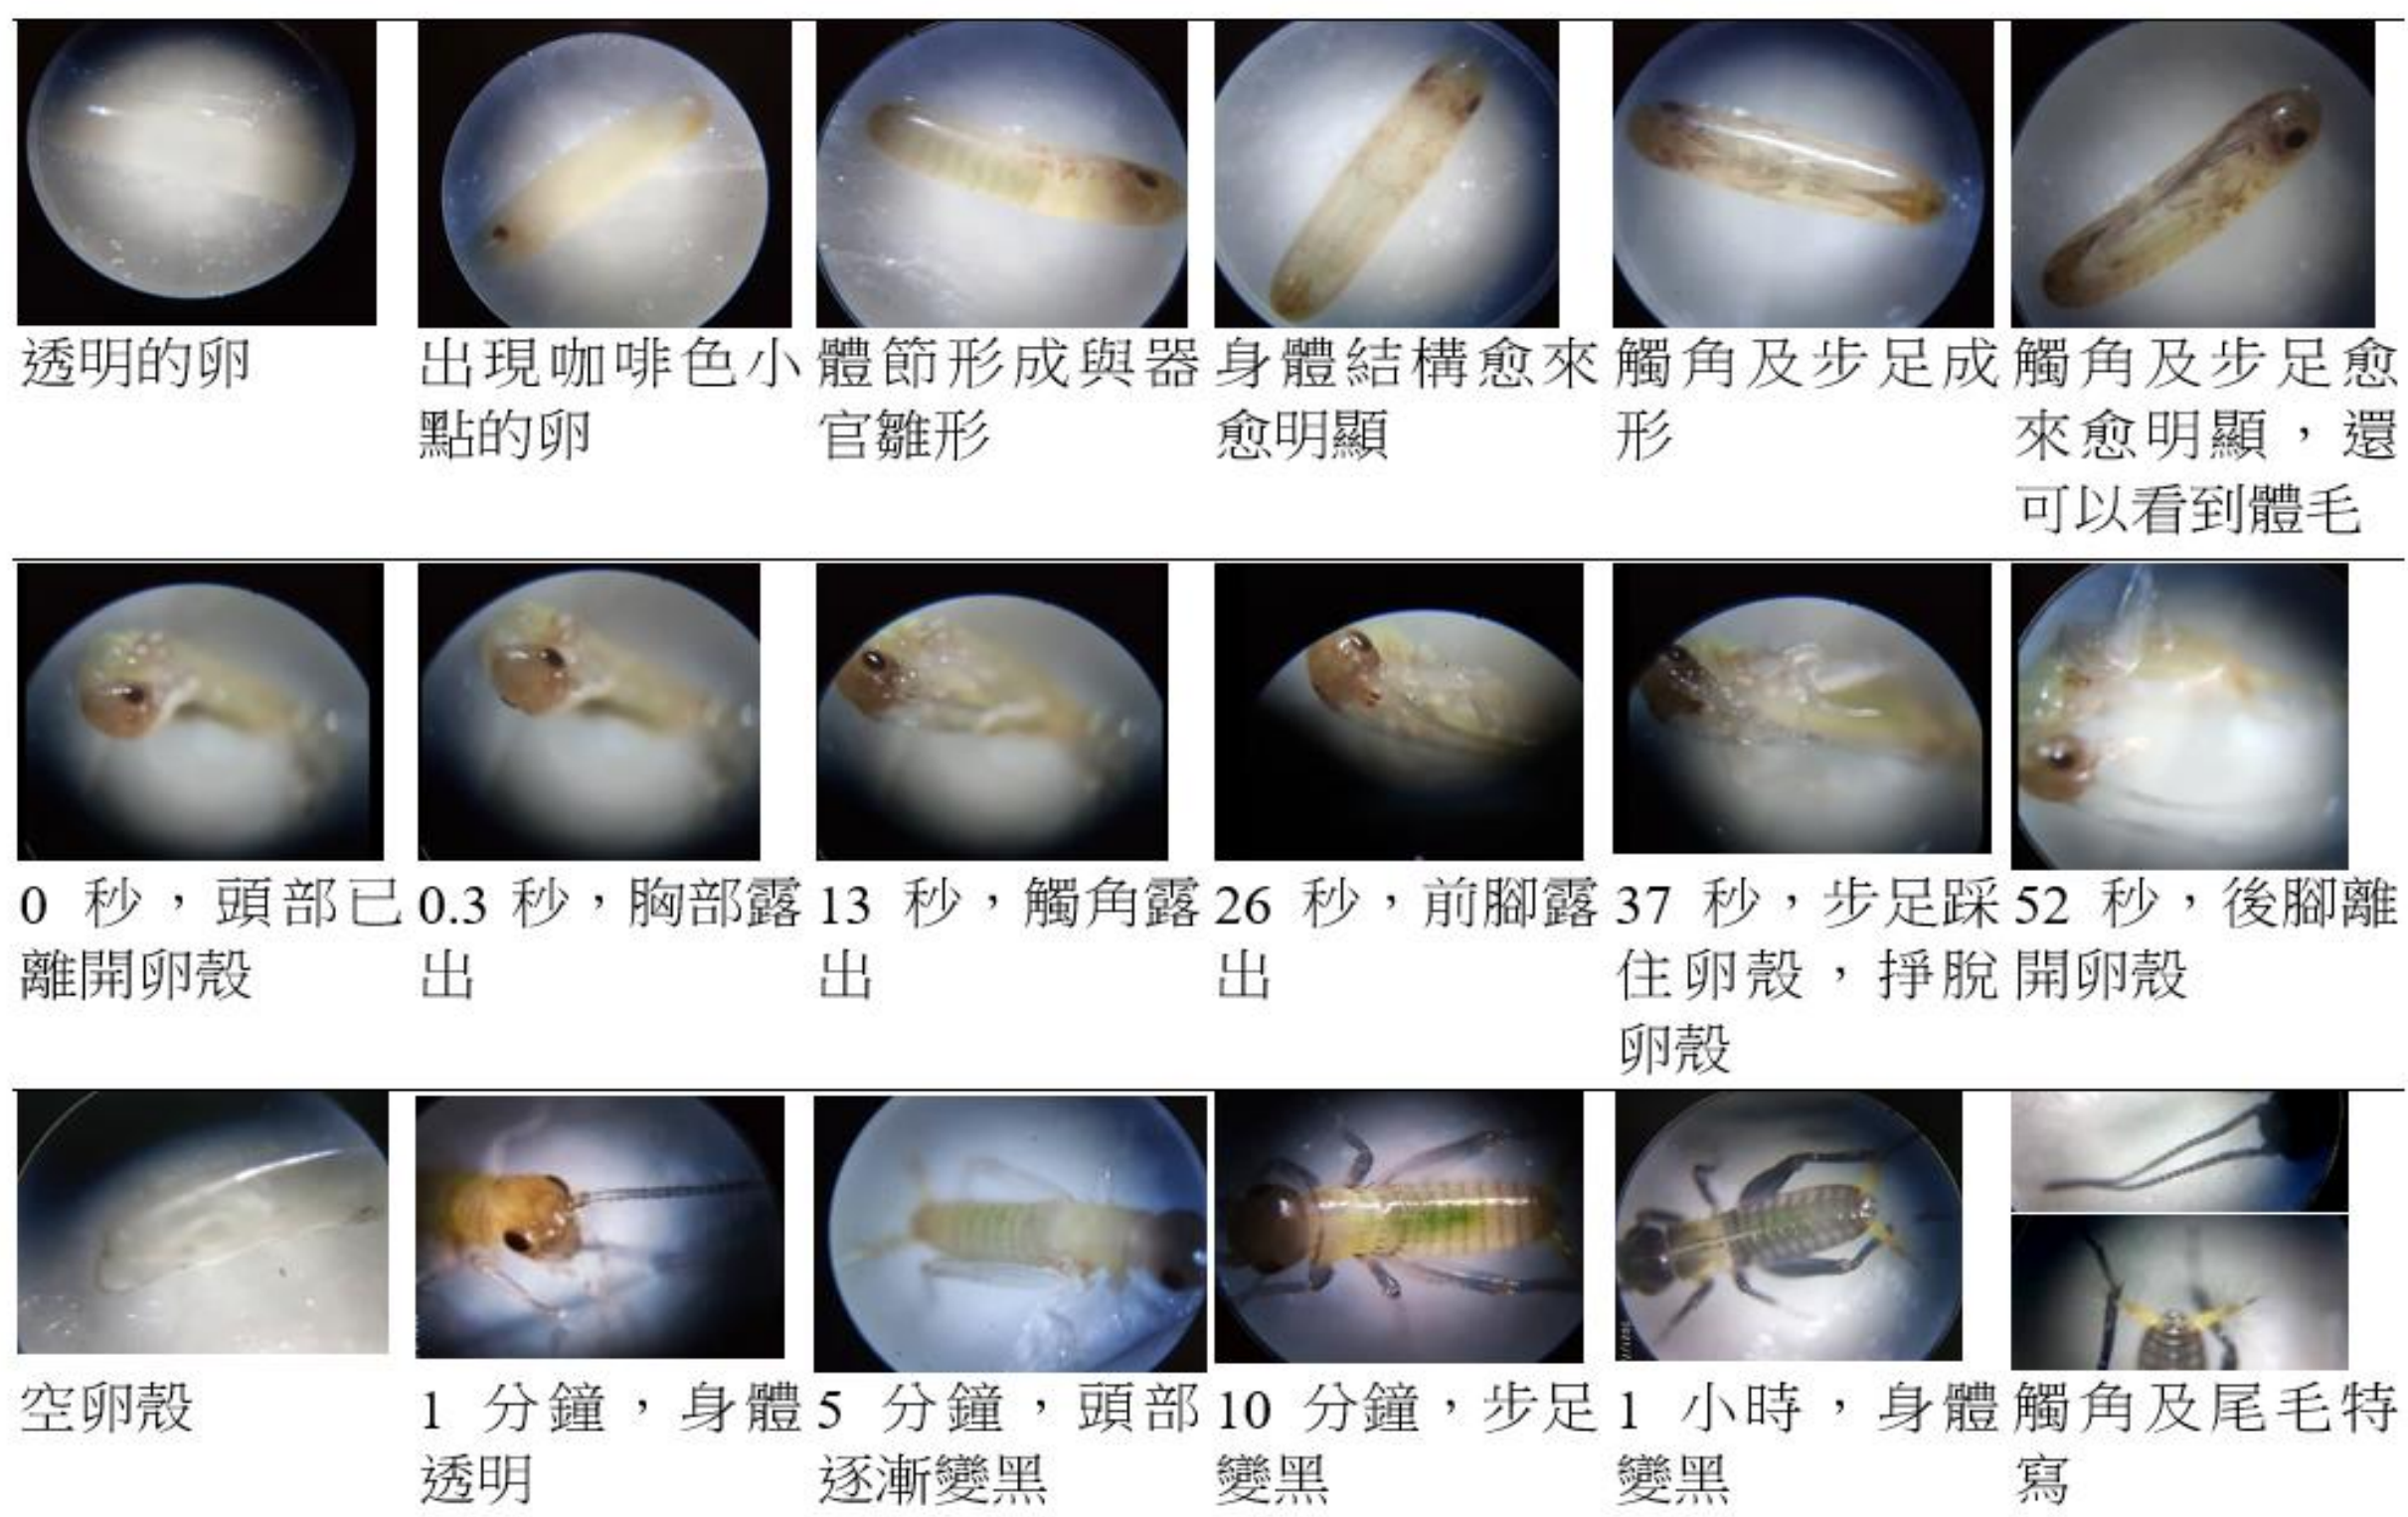 透明的卵
出現咖啡色小
點的卵
體節形成與器
官雛形
身體結構愈來
愈明顯
觸角及步足成
形
觸角及步足愈
來愈明顯，還
可以看到體毛
0 秒，頭部已
離開卵殼
0.3 秒，胸部露
出
13 秒，觸角露
出
26 秒，前腳露
出
37 秒，步足踩
住卵殼，掙脫
卵殼
52 秒，後腳離
開卵殼
空卵殼
1 分鐘，身體
透明
5 分鐘，頭部
逐漸變黑
10 分鐘，步足
變黑
1 小時，身體
變黑
觸角及尾毛特
寫